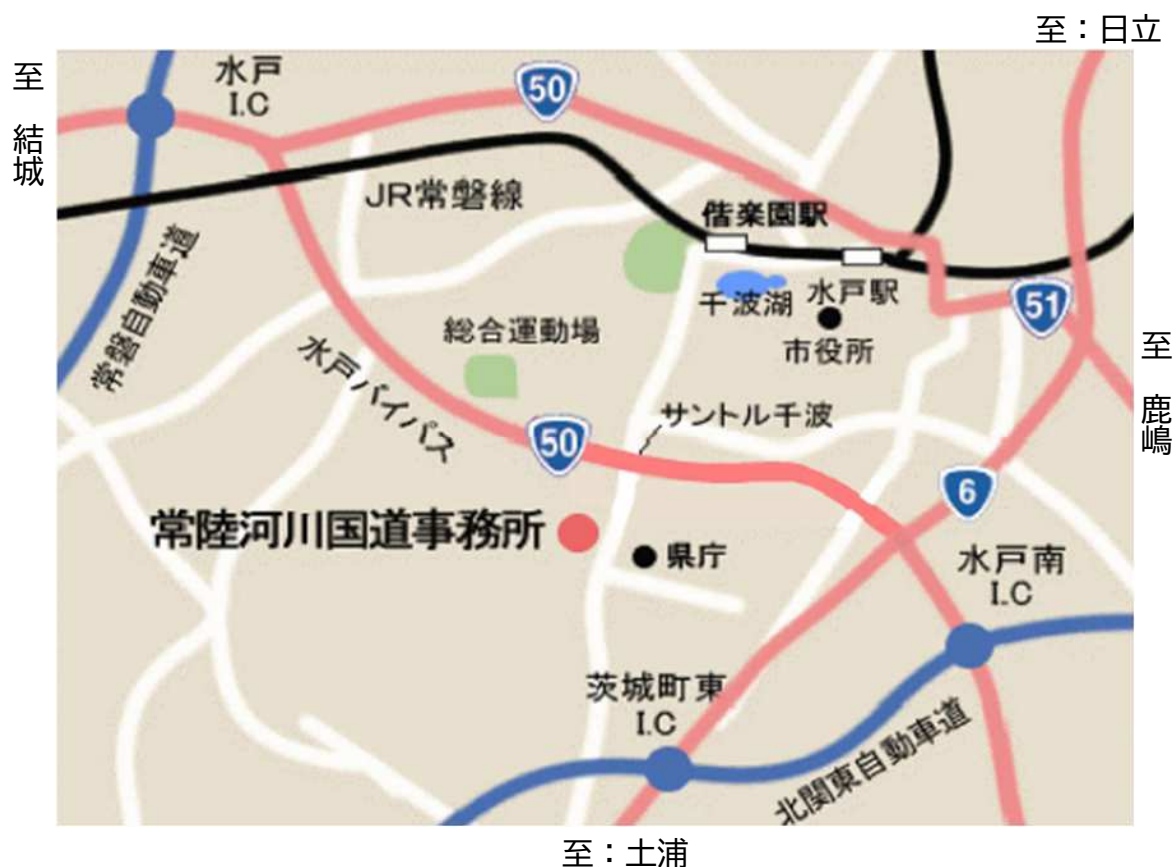 至：日立
至 結城
水戸
I.C
50
JR常磐線
偕楽園駅
常磐自動車道
千波湖
水戸駅
51
市役所
総合運動場
至 鹿嶋
水戸バイパス
サントル千波
50
6
常陸河川国道事務所
県庁
水戸南
I.C
茨城町東
I.C
北関東自動車道
至：土浦